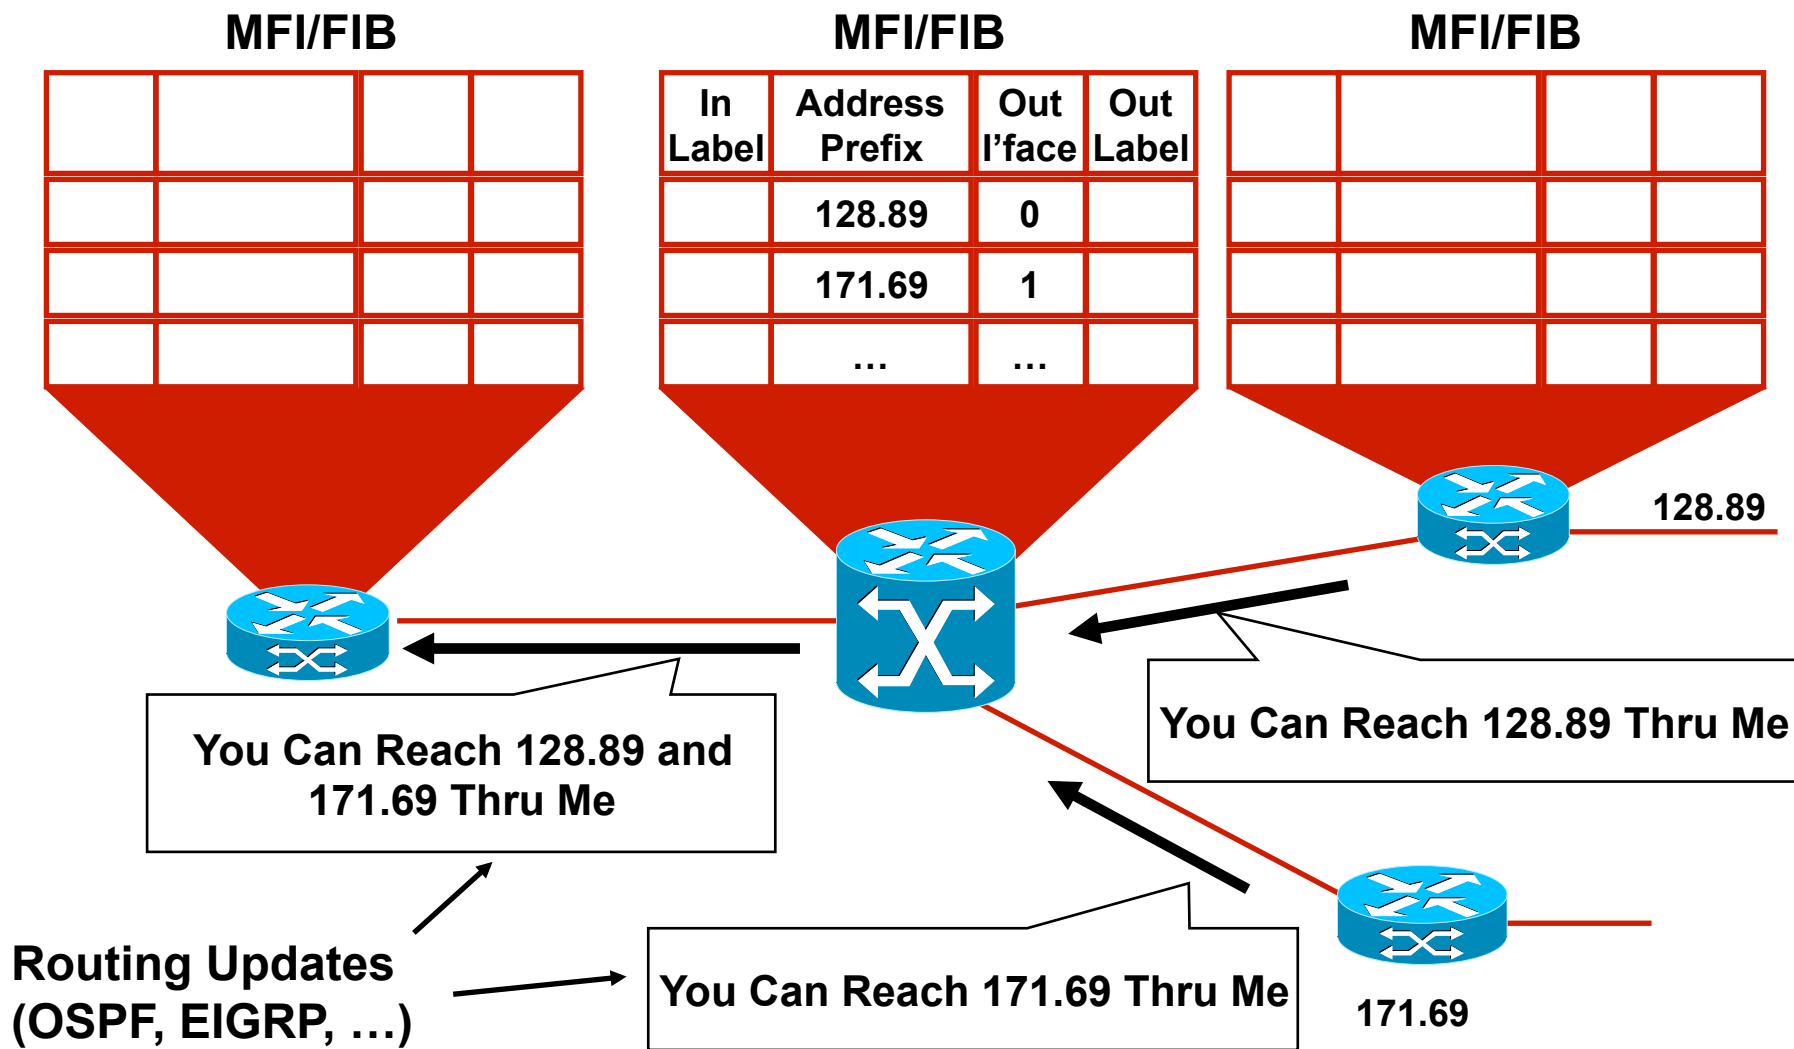 MFI/FIB
MFI/FIB
MFI/FIB
In Label
Address Prefix
Out I’face
Out Label
128.89
0
171.69
1
…
…
128.89
You Can Reach 128.89 and
171.69 Thru Me
You Can Reach 128.89 Thru Me
Routing Updates
(OSPF, EIGRP, …)
You Can Reach 171.69 Thru Me
171.69